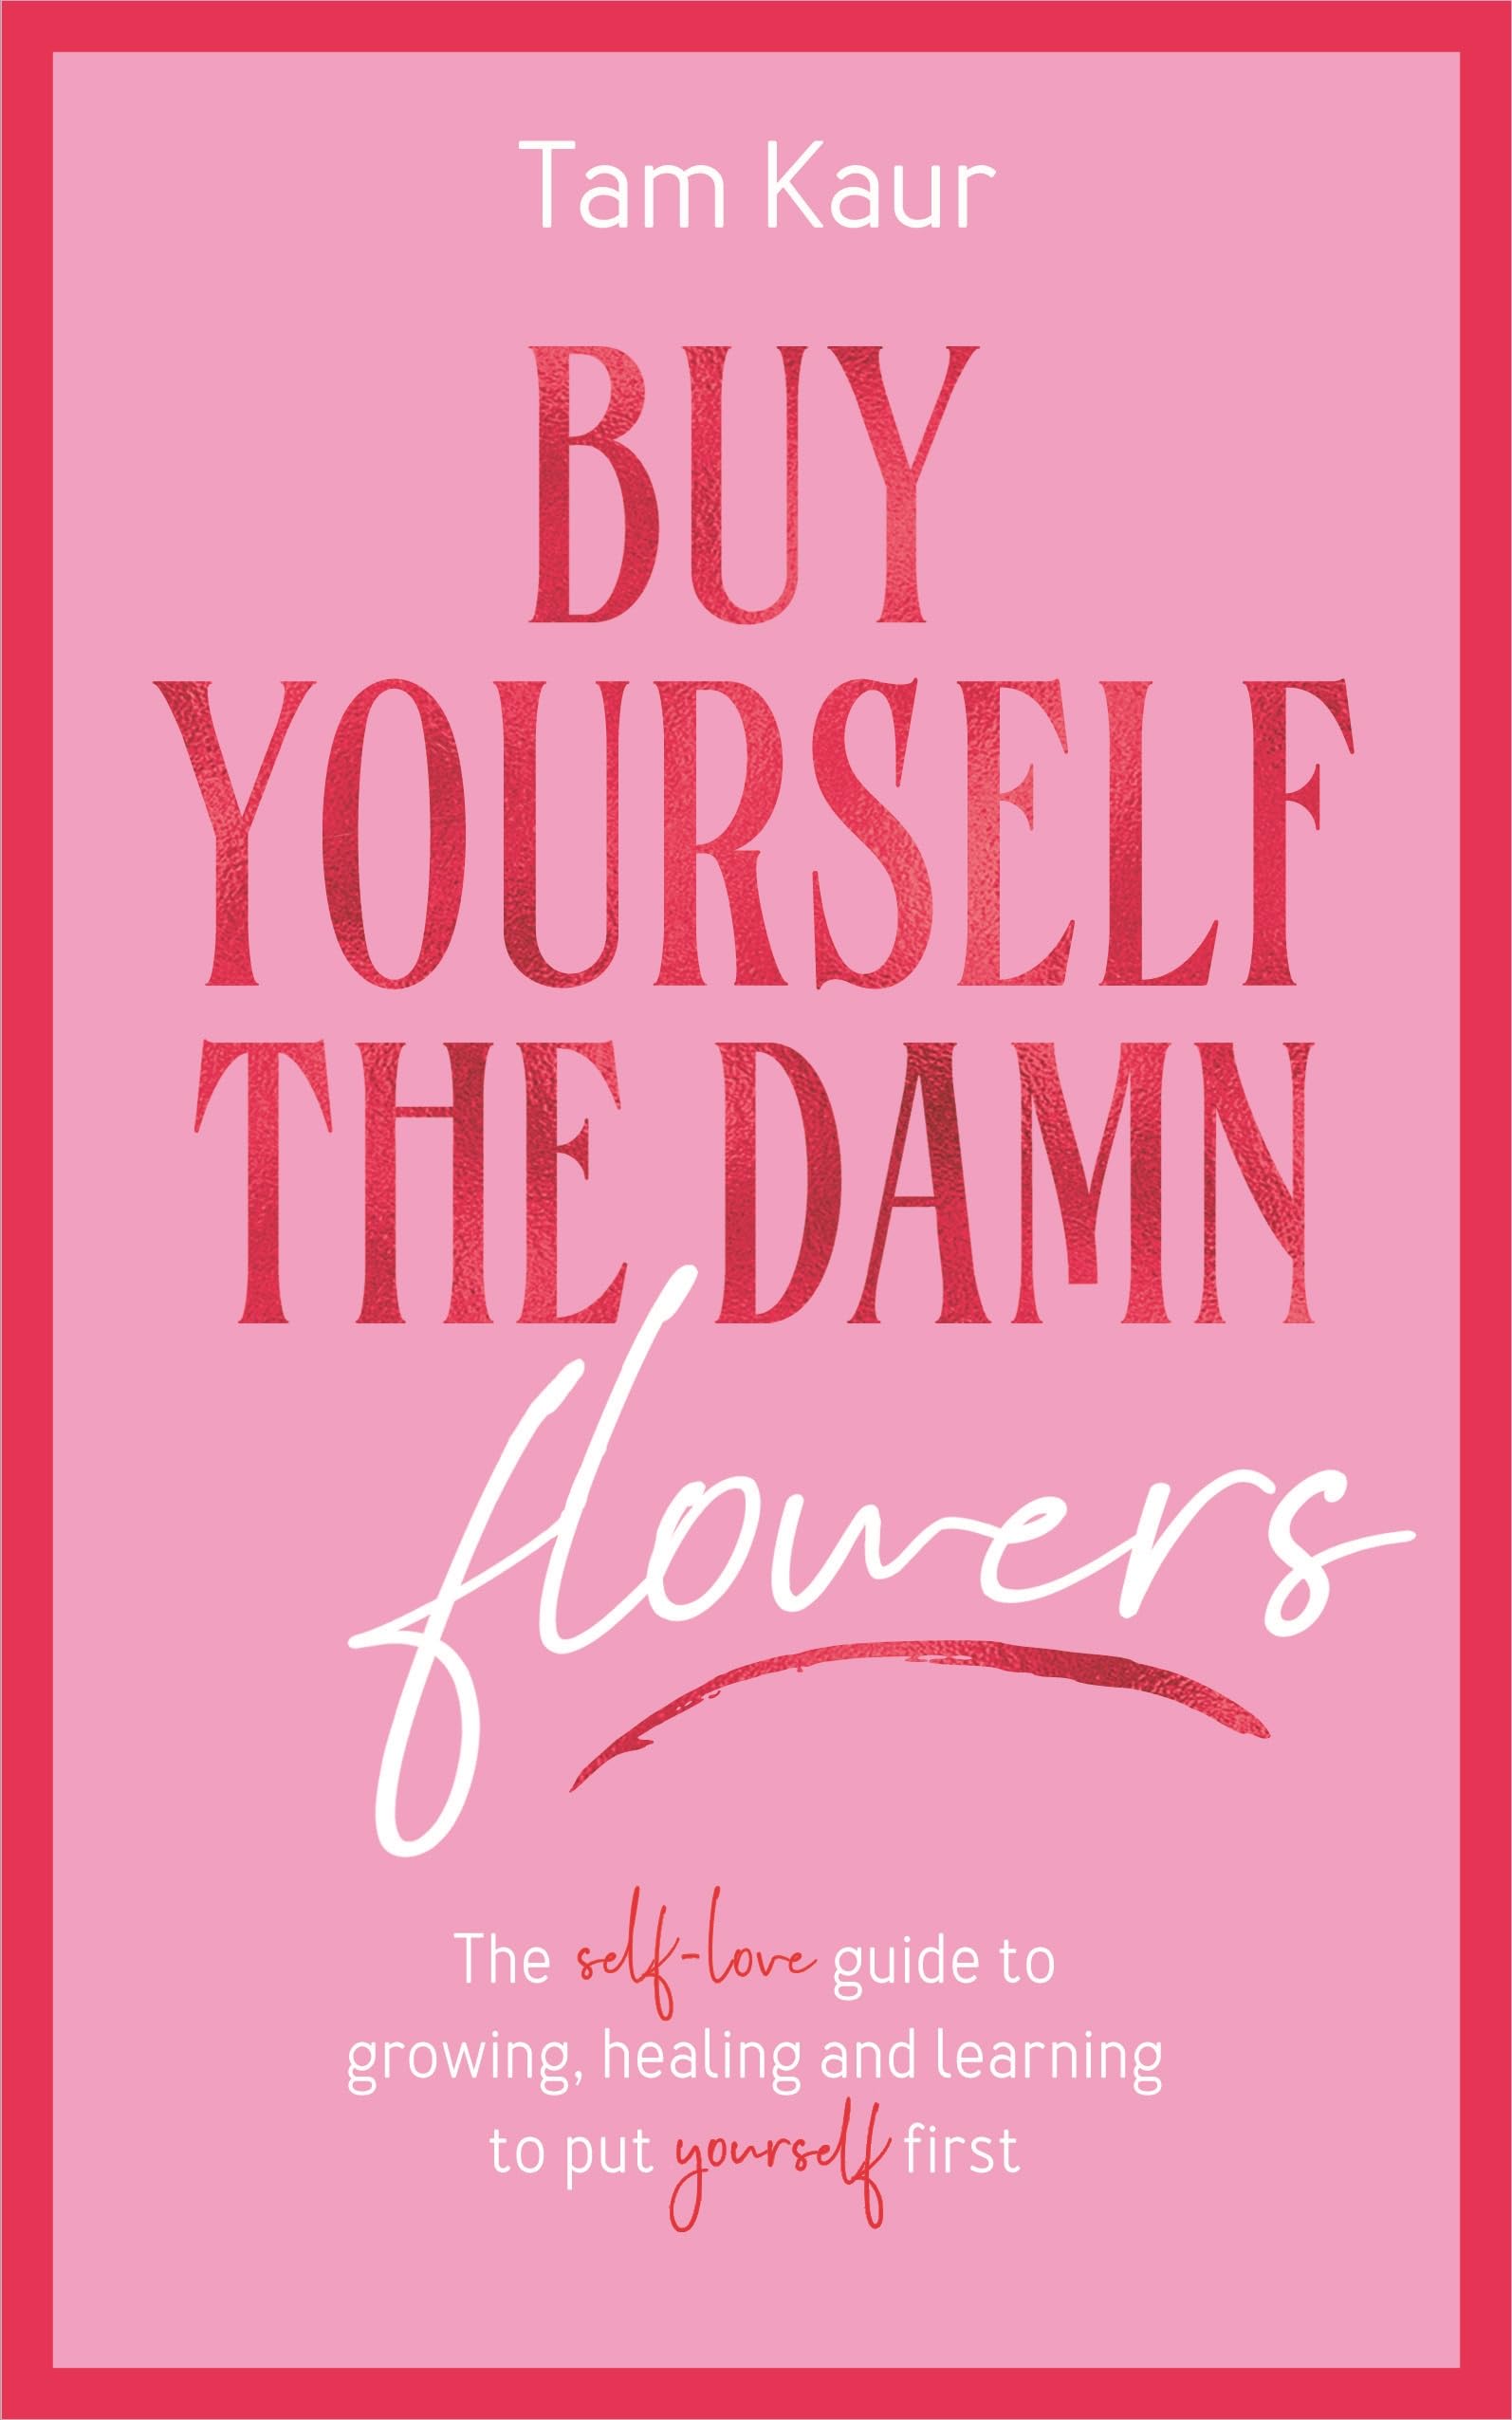 Tam Kaur
BUY
YOURSELF
THE DAMN
flowers
The self-love guide to
growing, healing and learning
to put yourself first